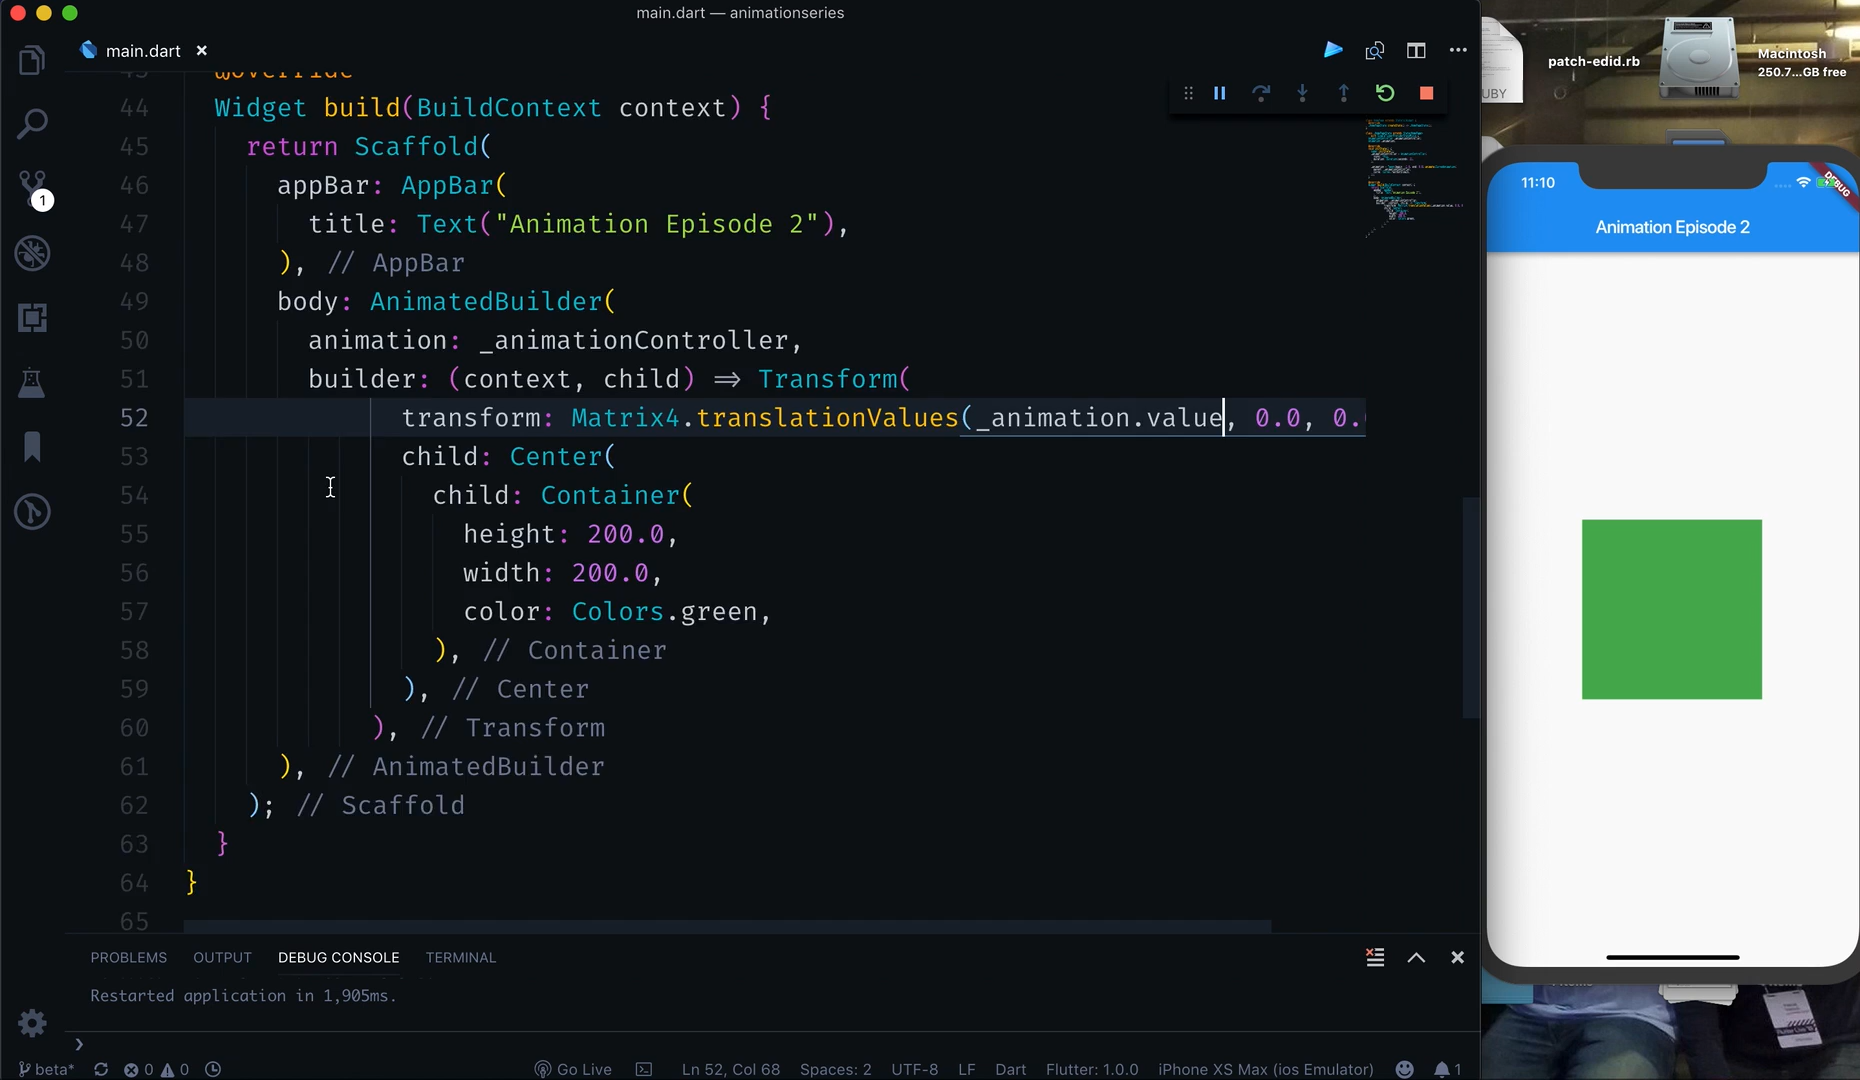 main.dart — animationseries
main.dart
43 @override
44 Widget build(BuildContext context) {
45 return Scaffold(
46 appBar: AppBar(
47 title: Text("Animation Episode 2"),
48 ), // AppBar
49 body: AnimatedBuilder(
50 animation: _animationController,
51 builder: (context, child) => Transform(
52 transform: Matrix4.translationValues(_animation.value, 0.0, 0.
53 child: Center(
54 child: Container(
55 height: 200.0,
56 width: 200.0,
57 color: Colors.green,
58 ), // Container
59 ), // Center
60 ), // Transform
61 ), // AnimatedBuilder
62 ); // Scaffold
63 }
64 }
65
1
PROBLEMS OUTPUT DEBUG CONSOLE TERMINAL
Restarted application in 1,905ms.
beta* 0 0 Go Live Ln 52, Col 68 Spaces: 2 UTF-8 LF Dart Flutter: 1.0.0 iPhone XS Max (ios Emulator) 1
patch-edid.rb
UBY
Macintosh
250.7...GB free
11:10
DEBUG
Animation Episode 2